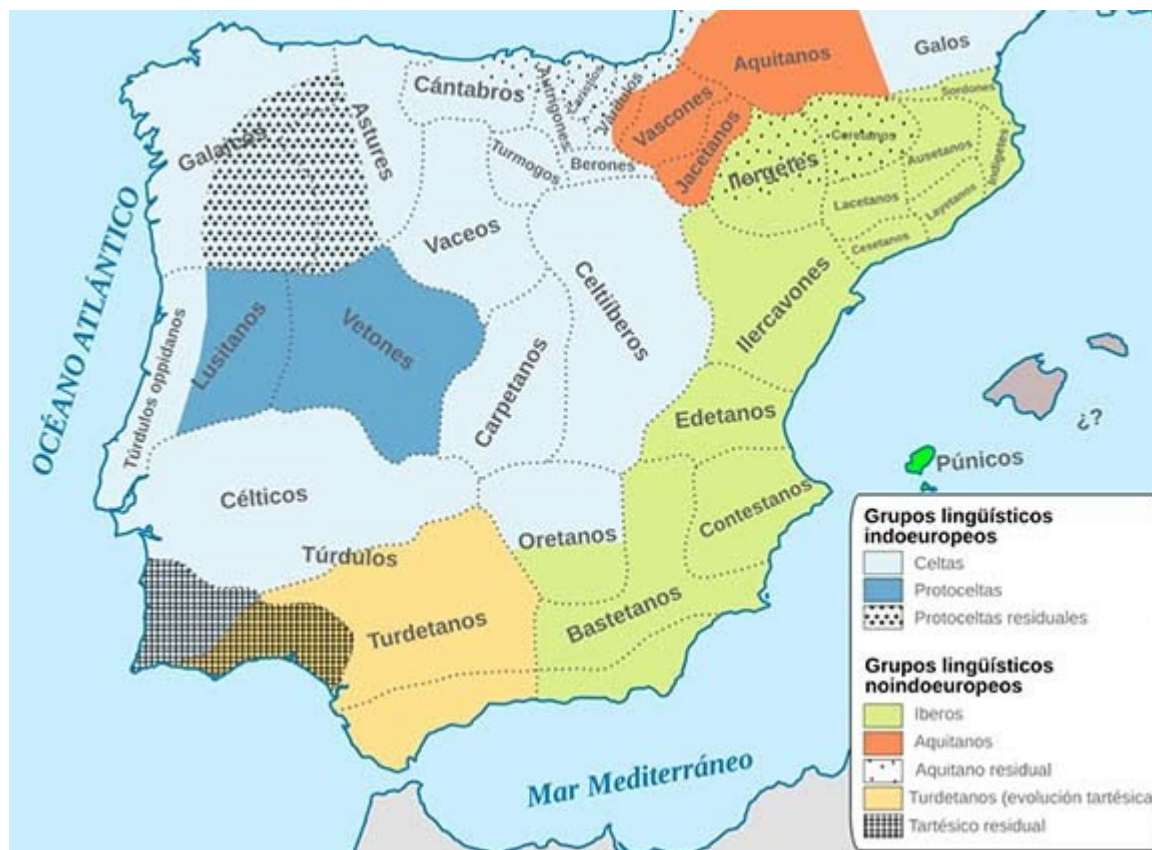 Galos
Aquitanos
Cántabros
Autrigones
Caristios
Várdulos
Vascones
Jacetanos
Sordones
Ceretanos
Ilergetes
Ausetanos
Indigetes
Astures
Galaicos
Turmogos
Berones
Lacetanos
Layetanos
Cesetanos
Vaceos
Celtiíberos
Ilercavones
OCÉANO ATLÁNTICO
Túrdulos oppidanos
Lusitanos
Vetones
Carpetanos
Edetanos
¿?
Púnicos
Célticos
Oretanos
Contestanos
Túrdulos
Turdetanos
Bastetanos
Mar Mediterráneo
Grupos lingüísticos
indoeuropeos
Celtas
Protoceltas
Protoceltas residuales
Grupos lingüísticos
noindoeuropeos
Iberos
Aquitanos
Aquitano residual
Turdetanos (evolución tartésica
Tartésico residual